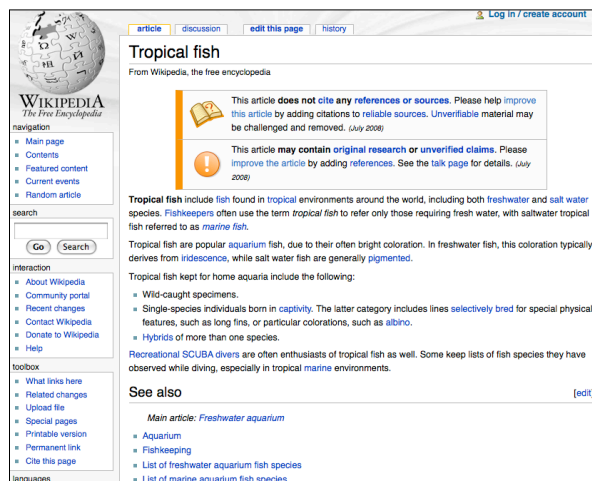 Log in / create account
article
discussion
edit this page
history
WIKIPEDIA
The Free Encyclopedia
navigation
Main page
Contents
Featured content
Current events
Random article
search
Go
Search
interaction
About Wikipedia
Community portal
Recent changes
Contact Wikipedia
Donate to Wikipedia
Help
toolbox
What links here
Related changes
Upload file
Special pages
Printable version
Permanent link
Cite this page
languages
Tropical fish
From Wikipedia, the free encyclopedia
This article does not cite any references or sources. Please help improve
this article by adding citations to reliable sources. Unverifiable material may
be challenged and removed. (July 2008)
This article may contain original research or unverified claims. Please
improve the article by adding references. See the talk page for details. (July
2008)
Tropical fish include fish found in tropical environments around the world, including both freshwater and salt water
species. Fishkeepers often use the term tropical fish to refer only those requiring fresh water, with saltwater tropical
fish referred to as marine fish.
Tropical fish are popular aquarium fish, due to their often bright coloration. In freshwater fish, this coloration typically
derives from iridescence, while salt water fish are generally pigmented.
Tropical fish kept for home aquaria include the following:
Wild-caught specimens.
Single-species individuals born in captivity. The latter category includes lines selectively bred for special physical
features, such as long fins, or particular colorations, such as albino.
Hybrids of more than one species.
Recreational SCUBA divers are often enthusiasts of tropical fish as well. Some keep lists of fish species they have
observed while diving, especially in tropical marine environments.
See also
[edit]
Main article: Freshwater aquarium
Aquarium
Fishkeeping
List of freshwater aquarium fish species
List of marine aquarium fish species